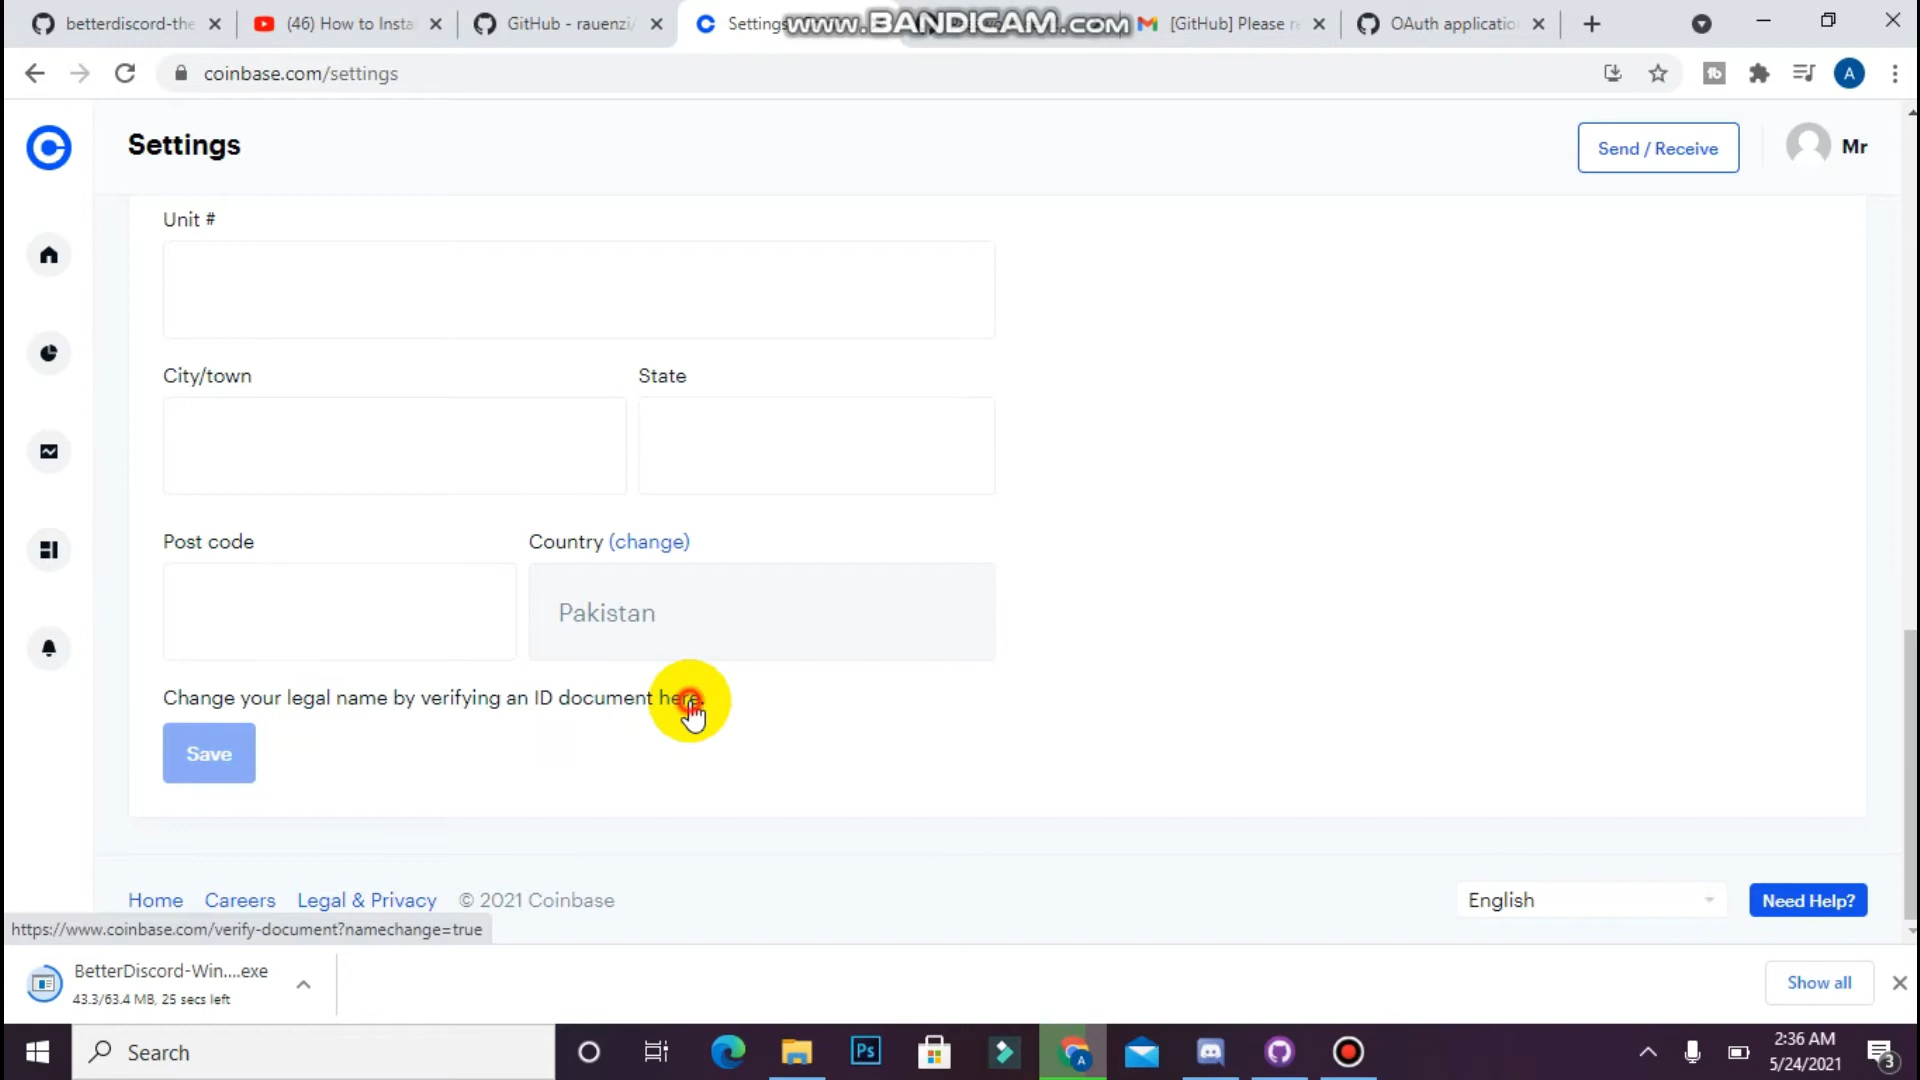 betterdiscord-the
(46) How to Insta
GitHub - rauenzi/
Settings
www.BANDICAM.com
[GitHub] Please r
OAuth applicatio
coinbase.com/settings
A
Settings
Send / Receive
Mr
Unit #
City/town
State
Post code
Country (change)
Pakistan
Change your legal name by verifying an ID document here.
Save
Home
Careers
Legal & Privacy
© 2021 Coinbase
English
Need Help?
https://www.coinbase.com/verify-document?namechange=true
BetterDiscord-Win....exe
43.3/63.4 MB, 25 secs left
Show all
Search
Ps
A
2:36 AM
5/24/2021
3